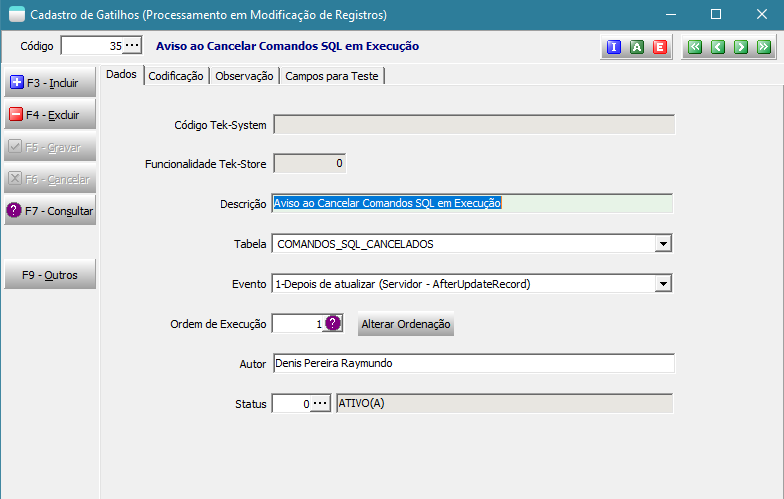 Cadastro de Gatilhos (Processamento em Modificação de Registros)
Código 35 ... Aviso ao Cancelar Comandos SQL em Execução I A E
F3 - Incluir
F4 - Excluir
F5 - Gravar
F6 - Cancelar
? F7 - Consultar
F9 - Outros
Dados Codificação Observação Campos para Teste
Código Tek-System
Funcionalidade Tek-Store 0
Descrição Aviso ao Cancelar Comandos SQL em Execução
Tabela COMANDOS_SQL_CANCELADOS
Evento 1-Depois de atualizar (Servidor - AfterUpdateRecord)
Ordem de Execução 1 ? Alterar Ordenação
Autor Denis Pereira Raymundo
Status 0 ... ATIVO(A)